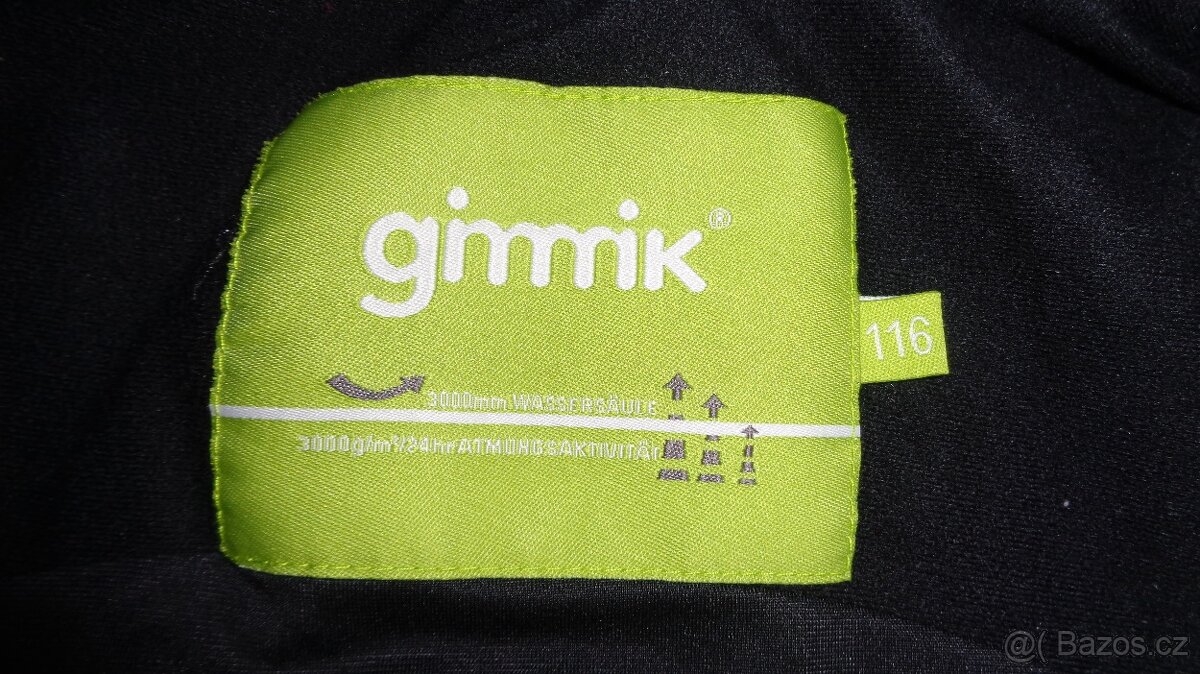 gimmik®
116
3000mm WASSERSÄULE
3000g/m²/24hr ATMUNGSAKTIVITÄT
@( Bazos.cz